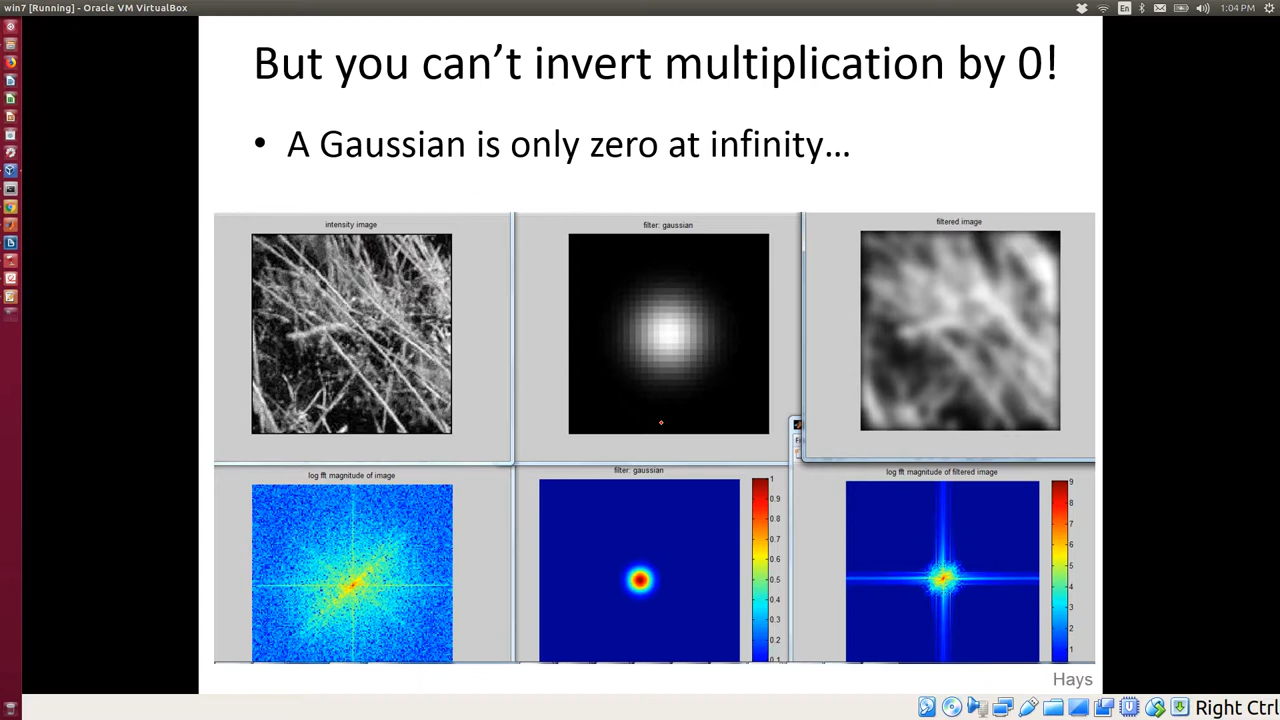 win7 [Running] - Oracle VM VirtualBox
En
1:04 PM
But you can't invert multiplication by 0!
• A Gaussian is only zero at infinity...
intensity image
filter: gaussian
filtered image
log fft magnitude of image
filter: gaussian
log fft magnitude of filtered image
1
0.9
0.8
0.7
0.6
0.5
0.4
0.3
0.2
0.1
9
8
7
6
5
4
3
2
1
Hays
Right Ctrl